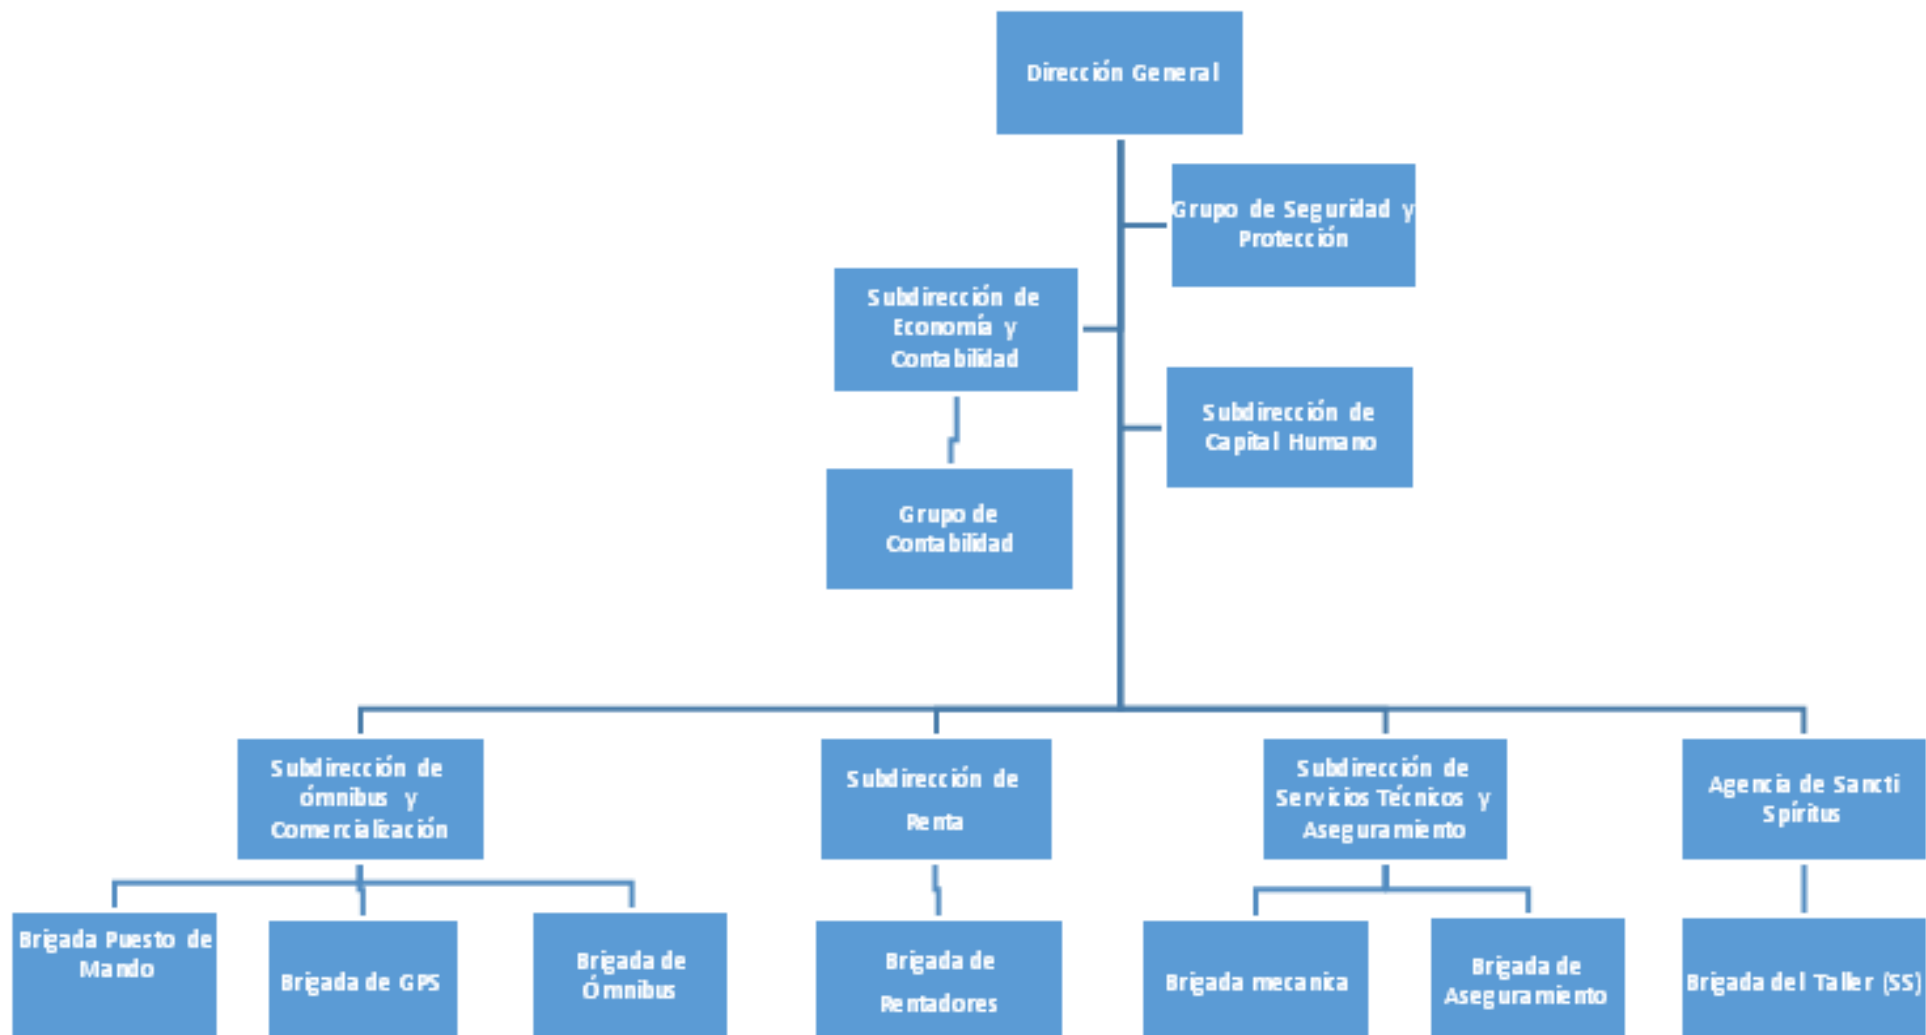 Dirección General
Grupo de Seguridad y
Protección
Subdirección de
Economía y
Contabilidad
Subdirección de
Capital Humano
Grupo de
Contabilidad
Subdirección de
ómnibus y
Comercialización
Subdirección de
Renta
Subdirección de
Servicios Técnicos y
Aseguramiento
Agencia de Sancti
Spíritus
Brigada Puesto de
Mando
Brigada de GPS
Brigada de
Ómnibus
Brigada de
Rentadores
Brigada mecanica
Brigada de
Aseguramiento
Brigada del Taller (SS)